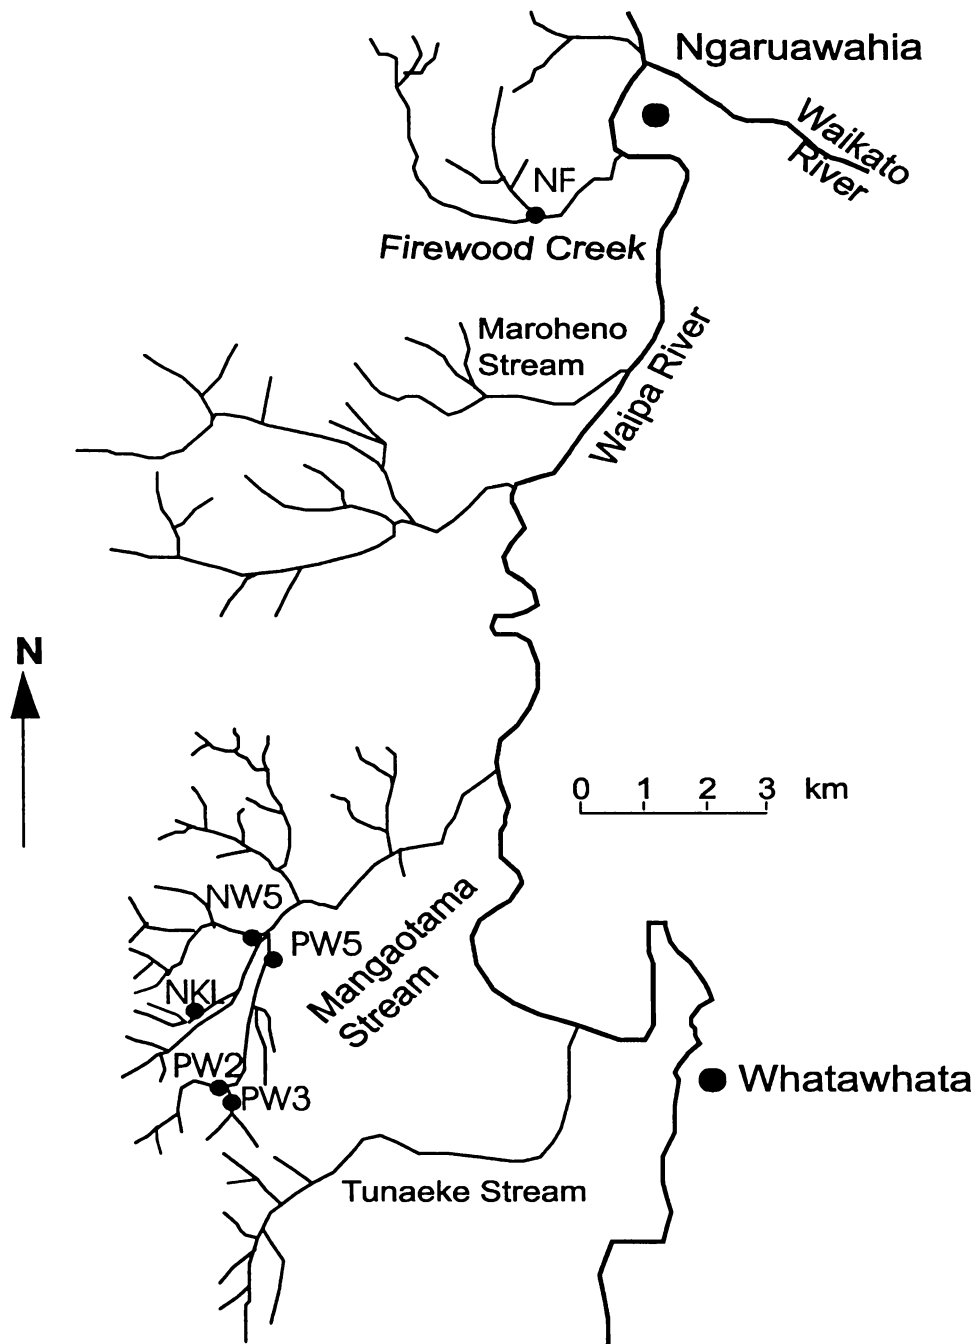 Ngaruawahia
Waikato
River
NF
Firewood Creek
Maroheno
Stream
Waipa River
N
0 1 2 3 km
NW5
PW5
Mangaotama
Stream
NKL
PW2
PW3
Whatawhata
Tunaeke Stream